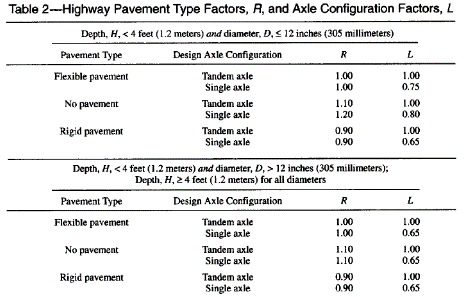 Table 2—Highway Pavement Type Factors, R, and Axle Configuration Factors, L
Depth, H, < 4 feet (1.2 meters) and diameter, D, ≤ 12 inches (305 millimeters)
Pavement Type Design Axle Configuration R L
Flexible pavement Tandem axle 1.00 1.00
Single axle 1.00 0.75
No pavement Tandem axle 1.10 1.00
Single axle 1.20 0.80
Rigid pavement Tandem axle 0.90 1.00
Single axle 0.90 0.65
Depth, H, < 4 feet (1.2 meters) and diameter, D, > 12 inches (305 millimeters);
Depth, H, ≥ 4 feet (1.2 meters) for all diameters
Pavement Type Design Axle Configuration R L
Flexible pavement Tandem axle 1.00 1.00
Single axle 1.00 0.65
No pavement Tandem axle 1.10 1.00
Single axle 1.10 0.65
Rigid pavement Tandem axle 0.90 1.00
Single axle 0.90 0.65